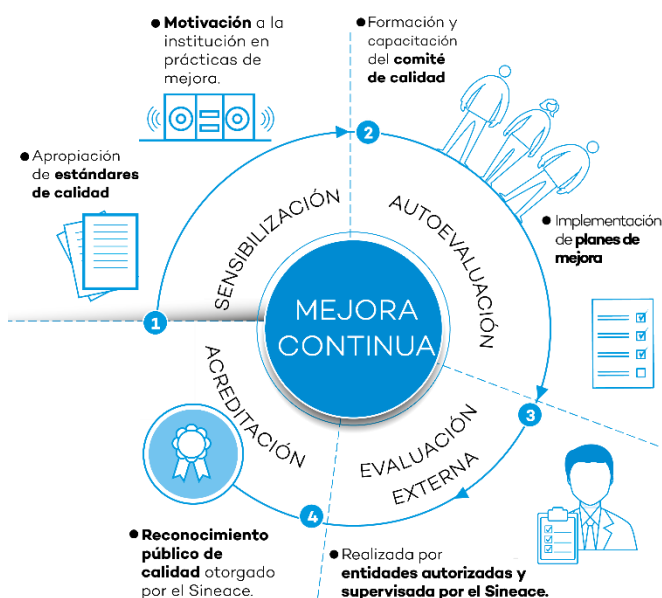 ● Motivación a la
institución en
prácticas de
mejora.
● Formación y
capacitación
del comité
de calidad
● Apropiación
de estándares
de calidad
● Implementación
de planes de
mejora
1
2
3
4
SENSIBILIZACIÓN
AUTOEVALUACIÓN
EVALUACIÓN
EXTERNA
ACREDITACIÓN
MEJORA
CONTINUA
● Reconocimiento
público de
calidad otorgado
por el Sineace.
● Realizada por
entidades autorizadas y
supervisada por el Sineace.